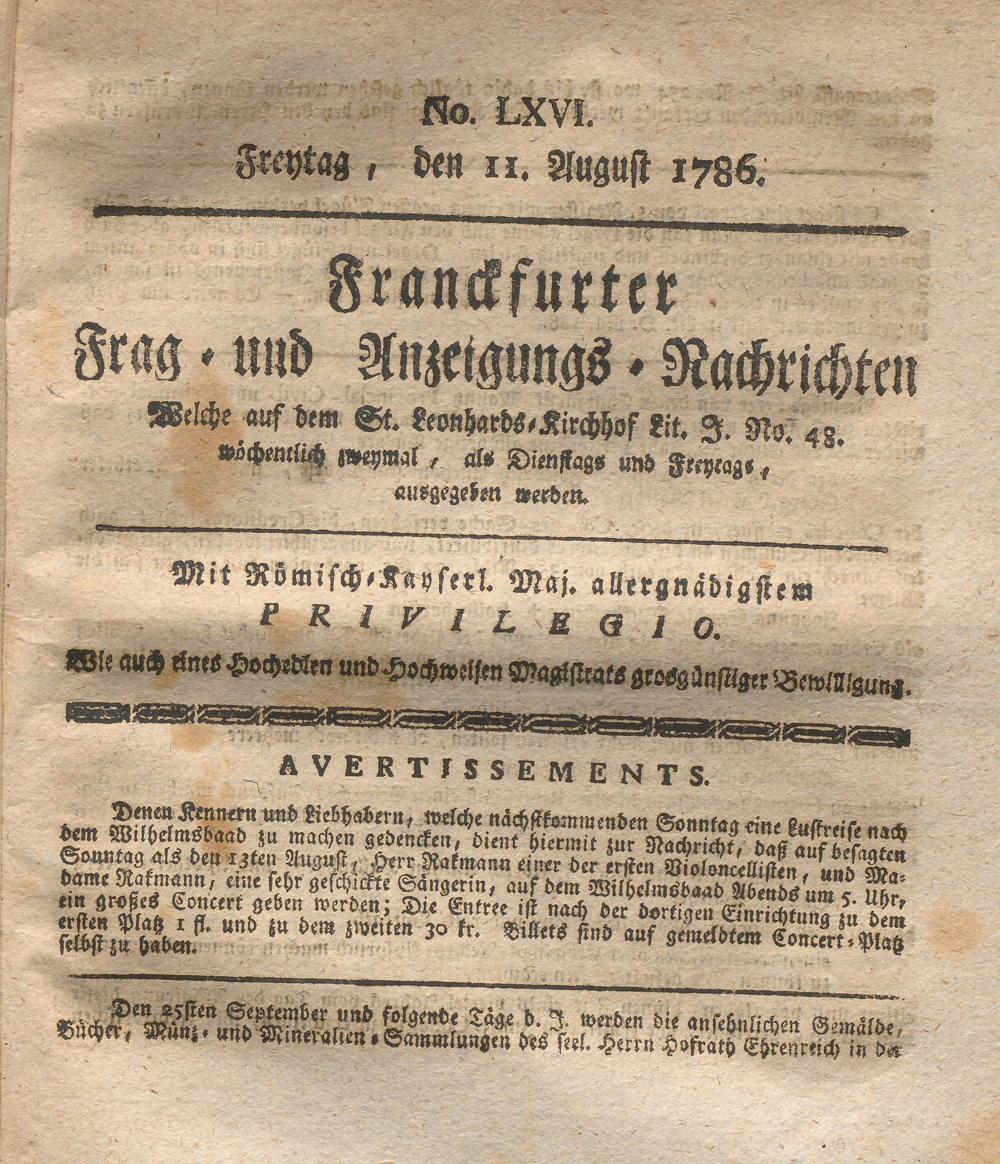 No. LXVI.
Freytag, den 11. August 1786.
Franckfurter
Frag- und Anzeigungs-Nachrichten
Welche auf dem St. Leonhards-Kirchhof Lit. J. No. 48.
wöchentlich zweymal, als Dienstags und Freytags,
ausgegeben werden.
Mit Römisch-Kayserl. Maj. allergnädigstem
PRIVILEGIO.
Wie auch eines Hochedlen und Hochweisen Magistrats grosgünstiger Bewilligung.
AVERTISSEMENTS.
Denen Kennern und Liebhabern, welche nächstkommenden Sonntag eine Lustreise nach
dem Wilhelmsbaad zu machen gedencken, dient hiermit zur Nachricht, daß auf besagten
Sonntag als den 13ten August, Herr Rakmann einer der ersten Violoncellisten, und Ma-
dame Rakmann, eine sehr geschickte Sängerin, auf dem Wilhelmsbaad Abends um 5. Uhr,
ein großes Concert geben werden; Die Entree ist nach der dortigen Einrichtung zu dem
ersten Platz 1 fl. und zu dem zweiten 30 kr. Billets sind auf gemeldtem Concert-Platz
selbst zu haben.
Den 25sten September und folgende Täge d. J. werden die ansehnlichen Gemälde,
Bücher, Münz- und Mineralien-Sammlungen des seel. Herrn Hofrath Ehrenreich in der